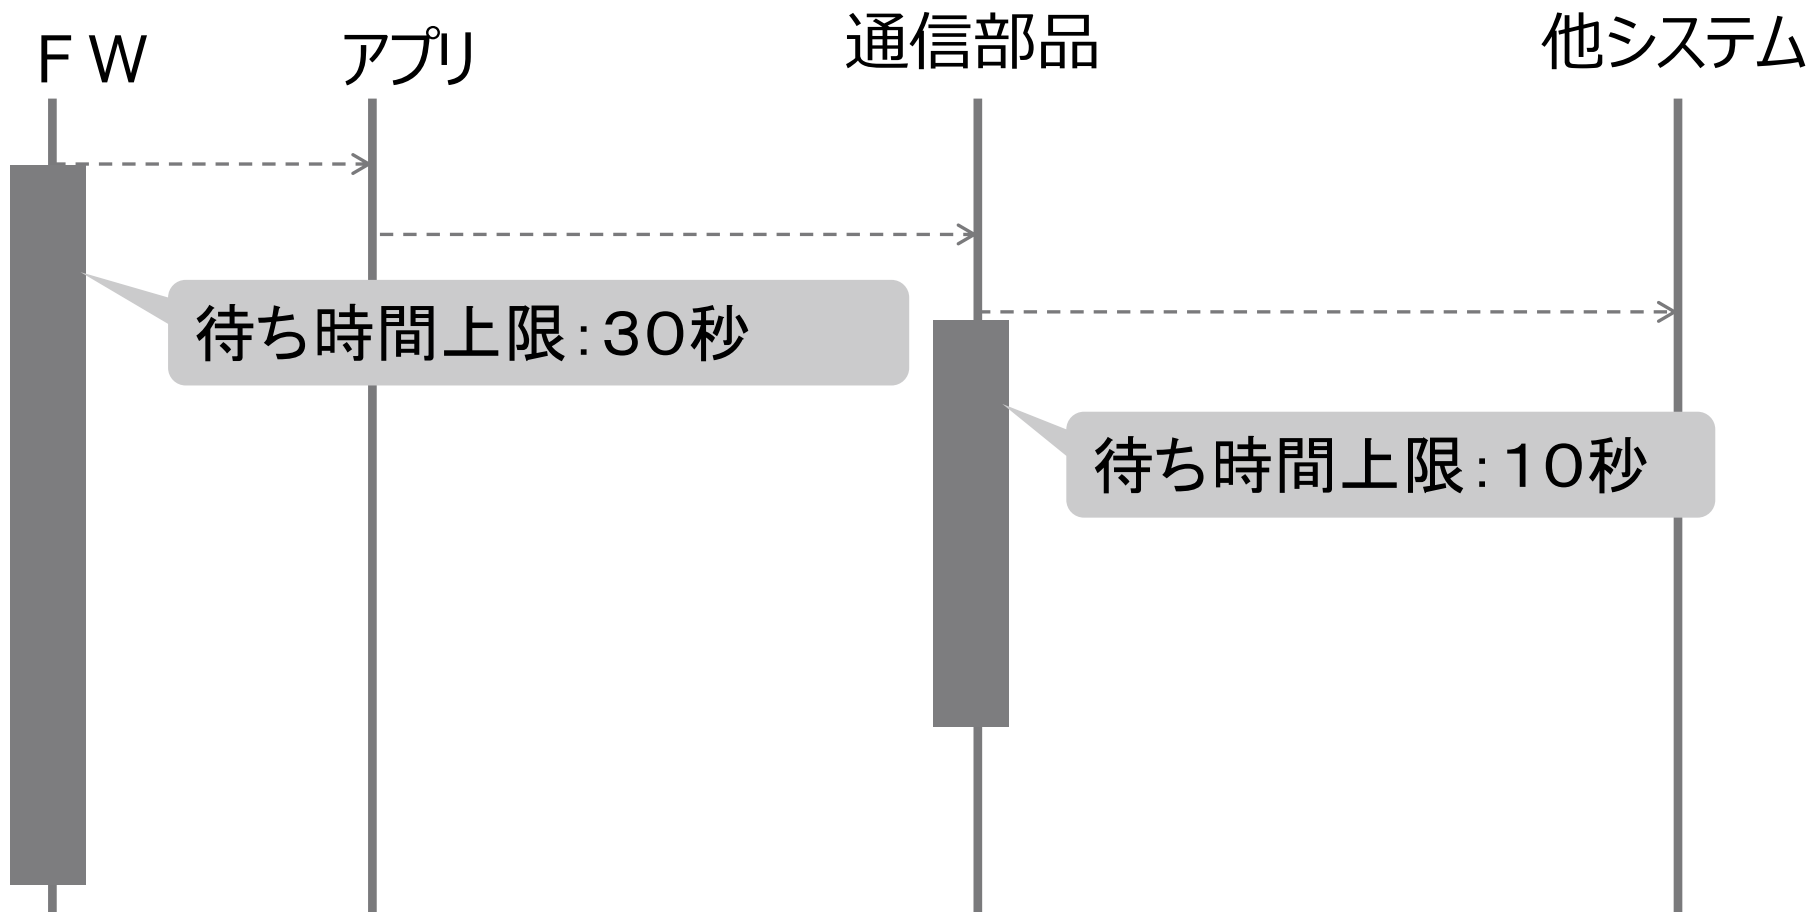 ＦＷ
アプリ
通信部品
他システム
待ち時間上限：３０秒
待ち時間上限：１０秒